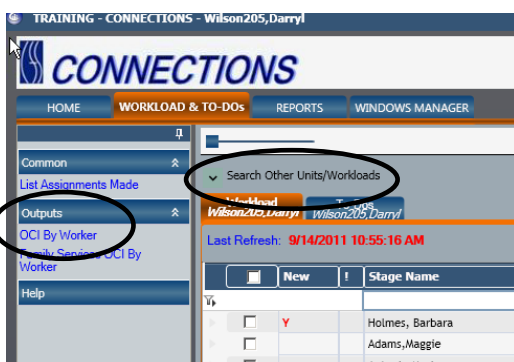 TRAINING - CONNECTIONS - Wilson205,Darryl
CONNECTIONS
HOME WORKLOAD & TO-DOs REPORTS WINDOWS MANAGER
Common
List Assignments Made
Outputs
OCI By Worker
Family Services OCI By
Worker
Help
Search Other Units/Workloads
Workload To-Dos
Wilson205,Darryl Wilson205,Darryl
Last Refresh: 9/14/2011 10:55:16 AM
New ! Stage Name
Y Holmes, Barbara
Adams,Maggie